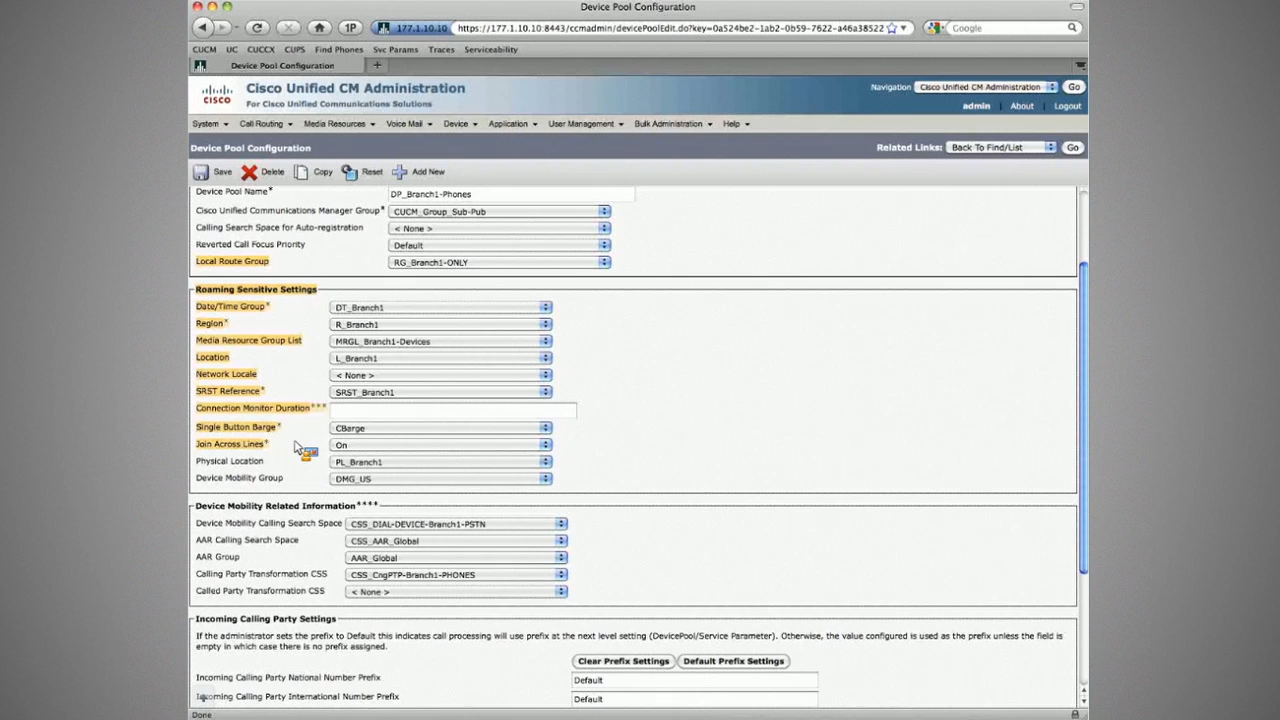 Device Pool Configuration
1P 177.1.10.10 https://177.1.10.10:8443/ccmadmin/devicePoolEdit.do?key=0a524be2-1ab2-0b59-7622-a46a38522 Google
CUCM UC CUCCX CUPS Find Phones Svc Params Traces Serviceability
Device Pool Configuration +
CISCO Cisco Unified CM Administration Navigation Cisco Unified CM Administration Go
For Cisco Unified Communications Solutions admin About Logout
System Call Routing Media Resources Voice Mail Device Application User Management Bulk Administration Help
Device Pool Configuration Related Links: Back To Find/List Go
Save Delete Copy Reset Add New
Device Pool Name* DP_Branch1-Phones
Cisco Unified Communications Manager Group* CUCM_Group_Sub-Pub
Calling Search Space for Auto-registration < None >
Reverted Call Focus Priority Default
Local Route Group RG_Branch1-ONLY
Roaming Sensitive Settings
Date/Time Group* DT_Branch1
Region* R_Branch1
Media Resource Group List MRGL_Branch1-Devices
Location L_Branch1
Network Locale < None >
SRST Reference* SRST_Branch1
Connection Monitor Duration***
Single Button Barge* CBarge
Join Across Lines* On
Physical Location PL_Branch1
Device Mobility Group DMG_US
Device Mobility Related Information****
Device Mobility Calling Search Space CSS_DIAL-DEVICE-Branch1-PSTN
AAR Calling Search Space CSS_AAR_Global
AAR Group AAR_Global
Calling Party Transformation CSS CSS_CngPTP-Branch1-PHONES
Called Party Transformation CSS < None >
Incoming Calling Party Settings
If the administrator sets the prefix to Default this indicates call processing will use prefix at the next level setting (DevicePool/Service Parameter). Otherwise, the value configured is used as the prefix unless the field is
empty in which case there is no prefix assigned.
Clear Prefix Settings Default Prefix Settings
Incoming Calling Party National Number Prefix Default
Incoming Calling Party International Number Prefix Default
Done